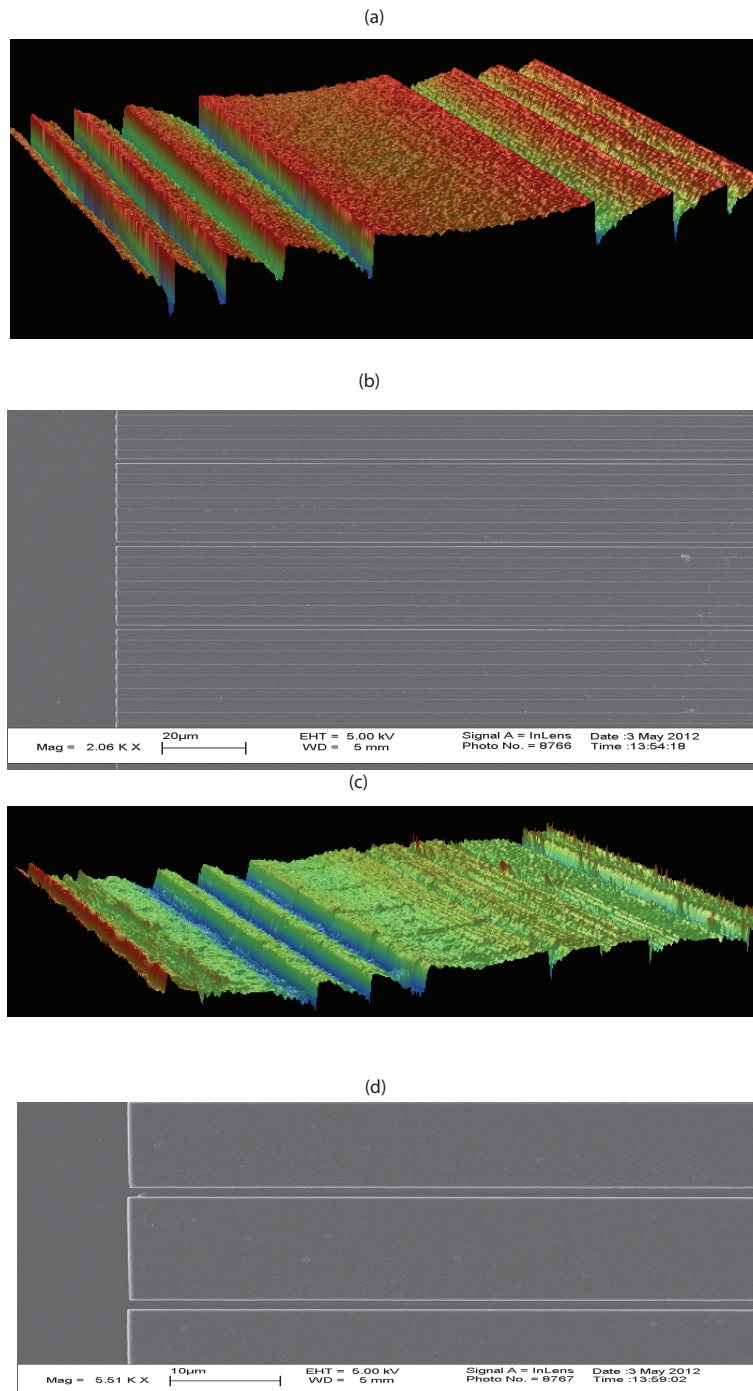 (a)
(b)
Mag = 2.06 K X
20µm
EHT = 5.00 kV
WD = 5 mm
Signal A = InLens
Photo No. = 8766
Date :3 May 2012
Time :13:54:18
(c)
(d)
Mag = 5.51 K X
10µm
EHT = 5.00 kV
WD = 5 mm
Signal A = InLens
Photo No. = 8767
Date :3 May 2012
Time :13:59:02